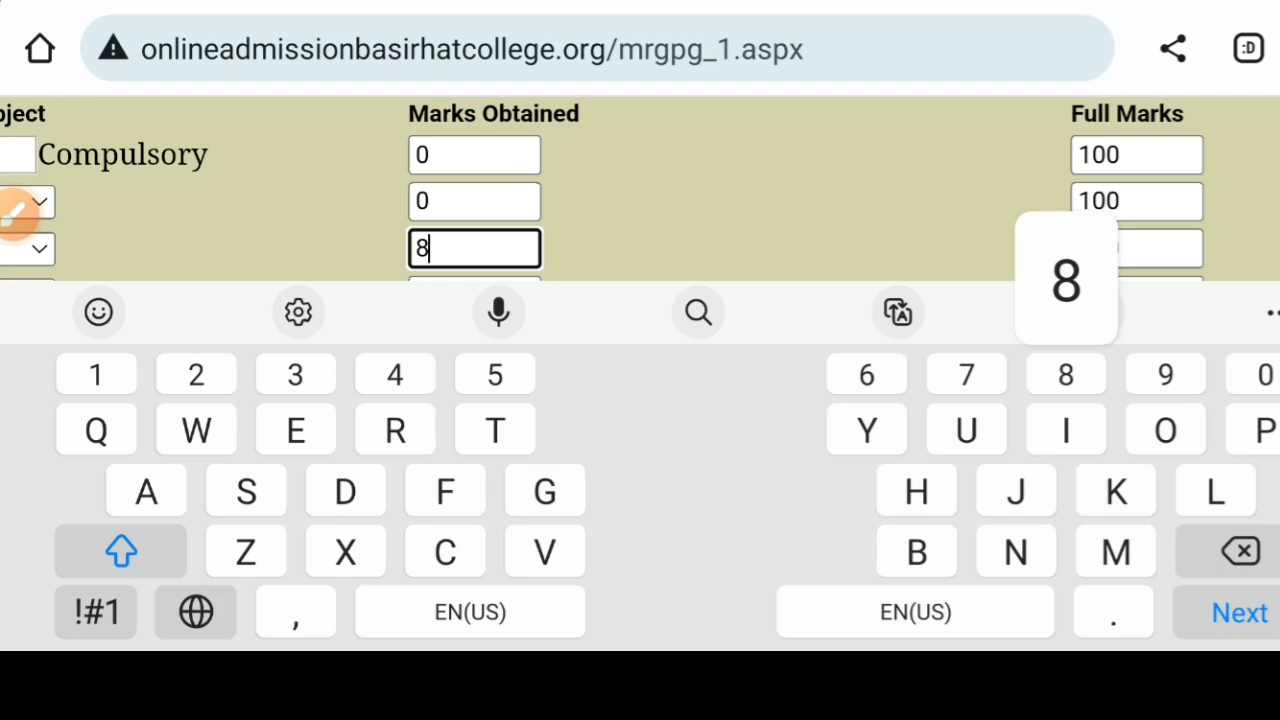 onlineadmissionbasirhatcollege.org/mrgpg_1.aspx
:D
bject Marks Obtained Full Marks
Compulsory 0 100
0 100
8
8
1 2 3 4 5 6 7 8 9 0
Q W E R T Y U I O P
A S D F G H J K L
Z X C V B N M
!#1 , EN(US) EN(US) . Next